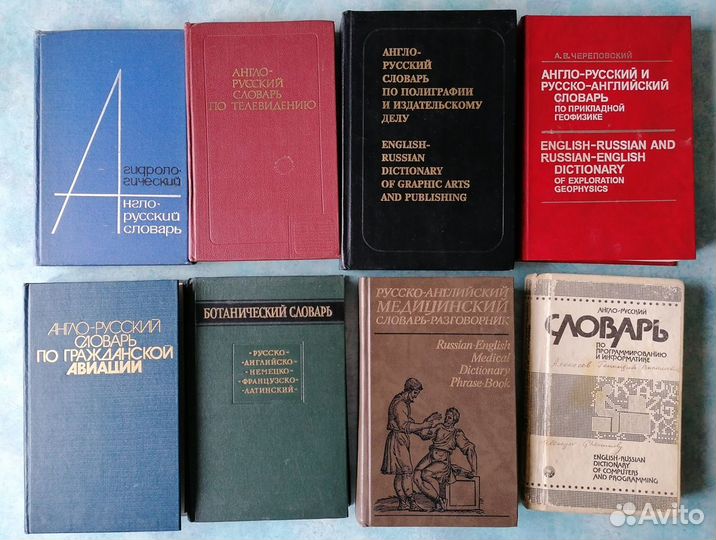 Англо-русский
гидрологический
словарь
АНГЛО-
РУССКИЙ
СЛОВАРЬ
ПО ТЕЛЕВИДЕНИЮ
АНГЛО-
РУССКИЙ
СЛОВАРЬ
ПО ПОЛИГРАФИИ
И ИЗДАТЕЛЬСКОМУ
ДЕЛУ
ENGLISH-
RUSSIAN
DICTIONARY
OF GRAPHIC ARTS
AND PUBLISHING
А.В.ЧЕРЕПОВСКИЙ
АНГЛО-РУССКИЙ И
РУССКО-АНГЛИЙСКИЙ
СЛОВАРЬ
ПО ПРИКЛАДНОЙ
ГЕОФИЗИКЕ
ENGLISH-RUSSIAN AND
RUSSIAN-ENGLISH
DICTIONARY
OF EXPLORATION
GEOPHYSICS
АНГЛО-РУССКИЙ
СЛОВАРЬ
ПО ГРАЖДАНСКОЙ
АВИАЦИИ
БОТАНИЧЕСКИЙ СЛОВАРЬ
•РУССКО–
–АНГЛИЙСКО–
–НЕМЕЦКО–
–ФРАНЦУЗСКО–
–ЛАТИНСКИЙ•
РУССКО-АНГЛИЙСКИЙ
МЕДИЦИНСКИЙ
СЛОВАРЬ-РАЗГОВОРНИК
Russian-English
Medical
Dictionary
Phrase-Book
АНГЛО-РУССКИЙ
СЛОВАРЬ
ПО
ПРОГРАММИРОВАНИЮ
И ИНФОРМАТИКЕ
ENGLISH-RUSSIAN
DICTIONARY
OF COMPUTERS
AND PROGRAMMING
Avito